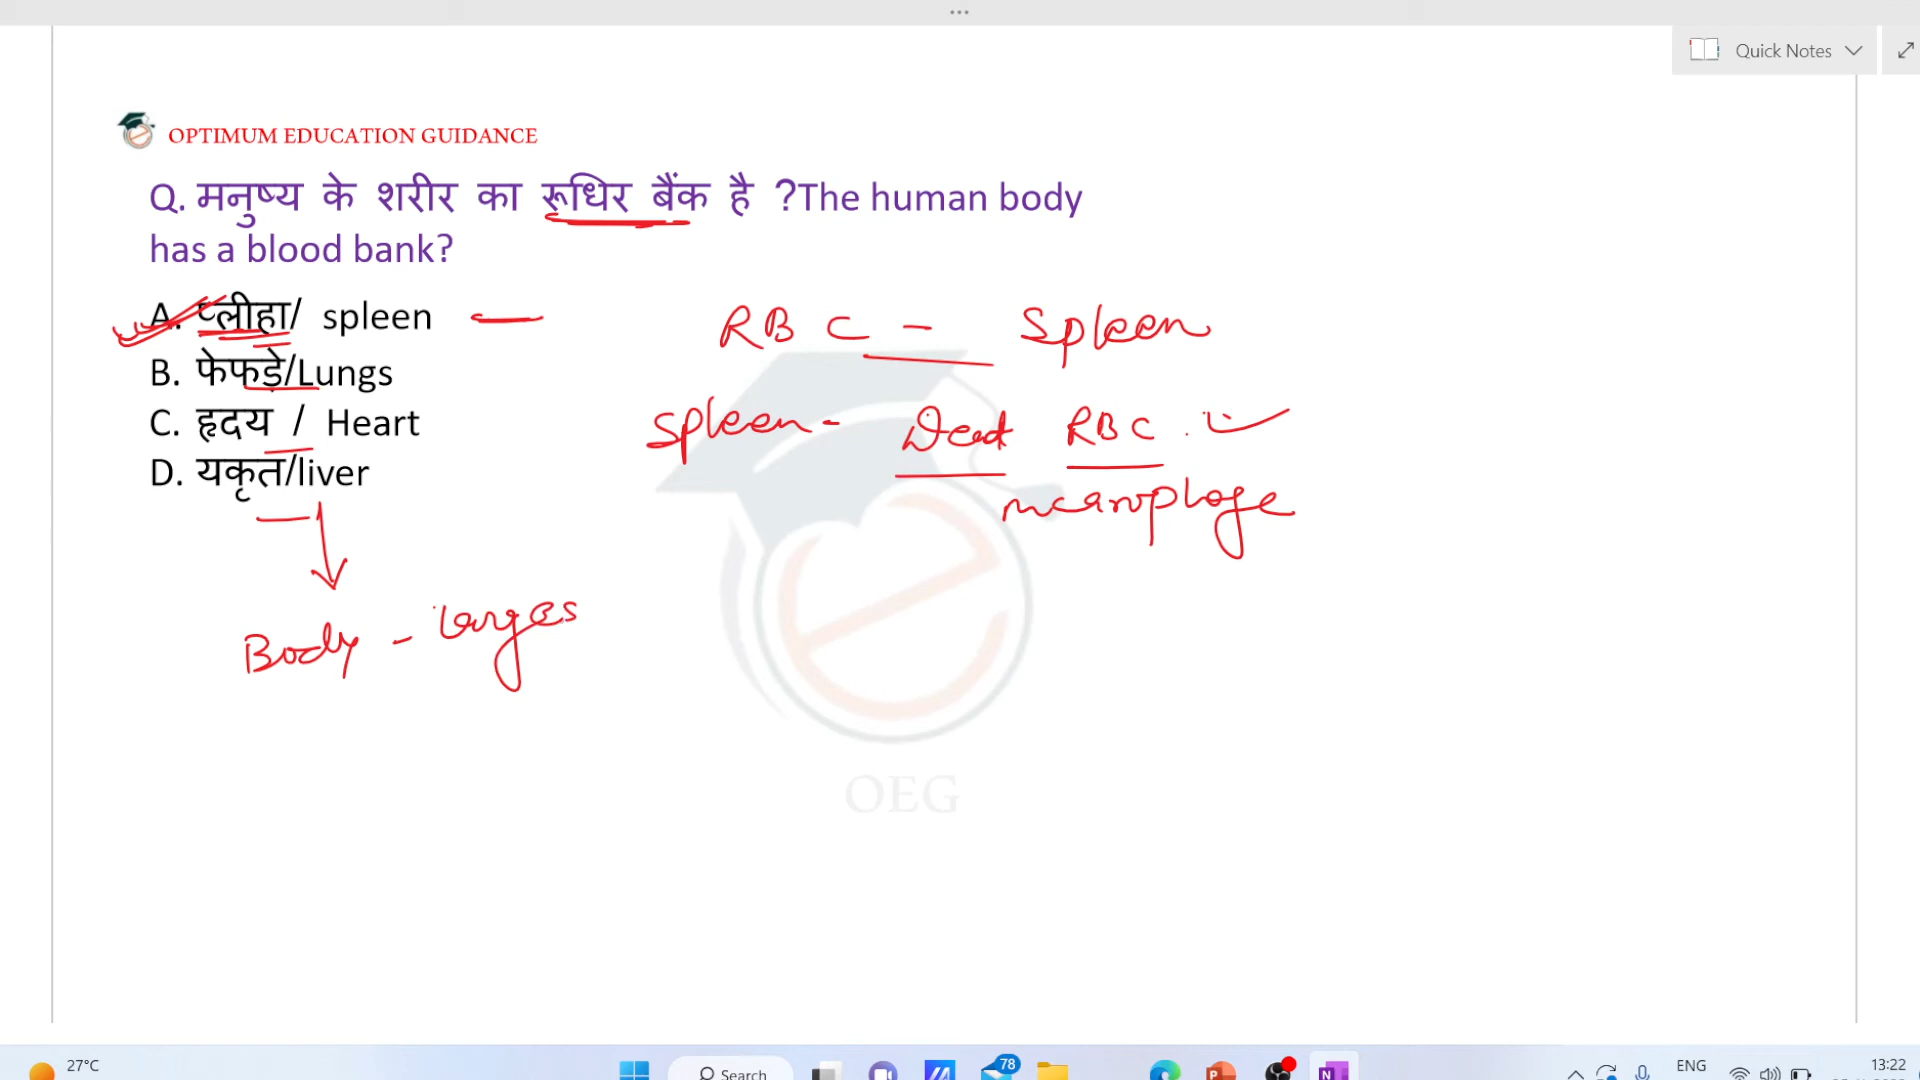 Quick Notes
OPTIMUM EDUCATION GUIDANCE
Q. मनुष्य के शरीर का रूधिर बैंक है ?The human body
has a blood bank?
A. प्लीहा/ spleen
B. फेफड़े/Lungs
C. हृदय / Heart
D. यकृत/liver
RBC - Spleen
Spleen - Dead RBC.
Body -
OEG
27°C
Search
78
ENG
13:22